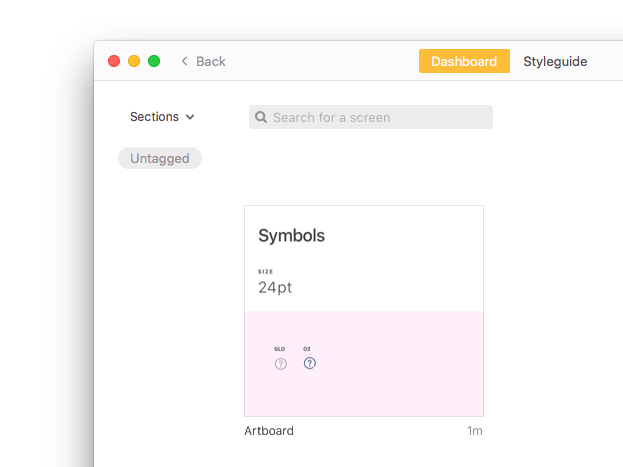 Back
Dashboard
Styleguide
Sections
Search for a screen
Untagged
Symbols
SIZE
24pt
GLO
OZ
?
?
Artboard
1m